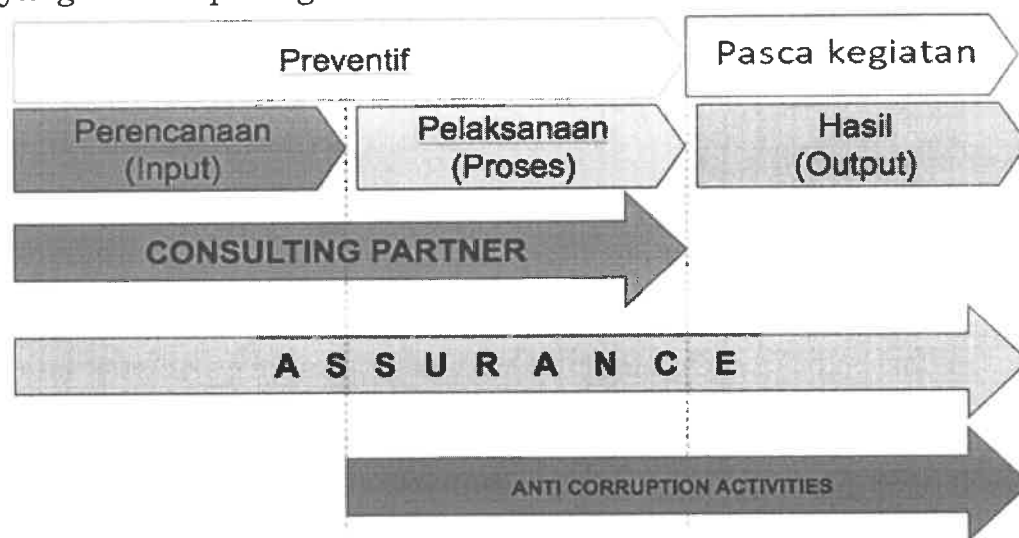 Preventif
Pasca kegiatan
Perencanaan
(Input)
Pelaksanaan
(Proses)
Hasil
(Output)
CONSULTING PARTNER
A S S U R A N C E
ANTI CORRUPTION ACTIVITIES